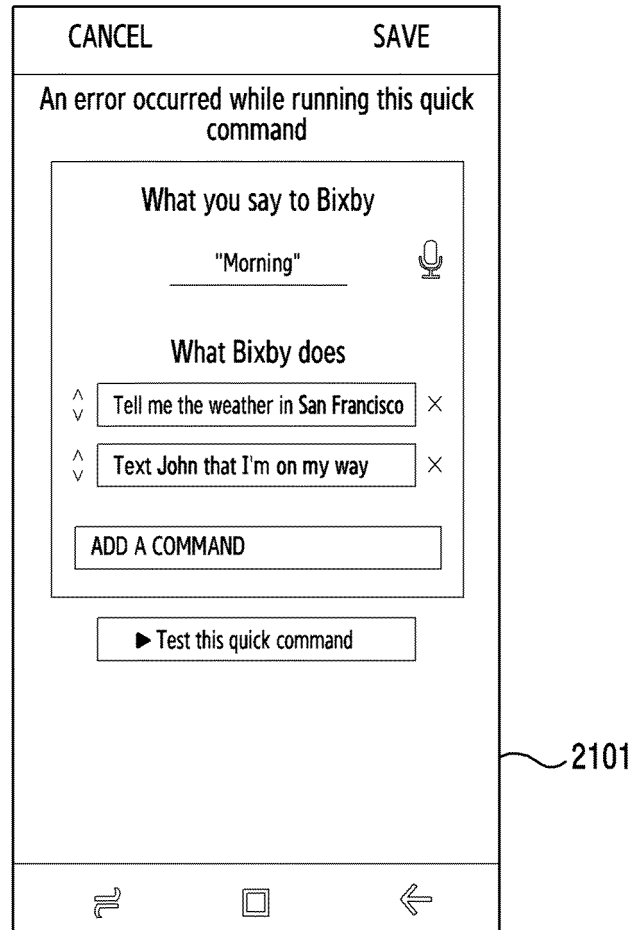 CANCEL SAVE
An error occurred while running this quick
command
What you say to Bixby
"Morning"
What Bixby does
Tell me the weather in San Francisco
Text John that I'm on my way
ADD A COMMAND
Test this quick command
2101